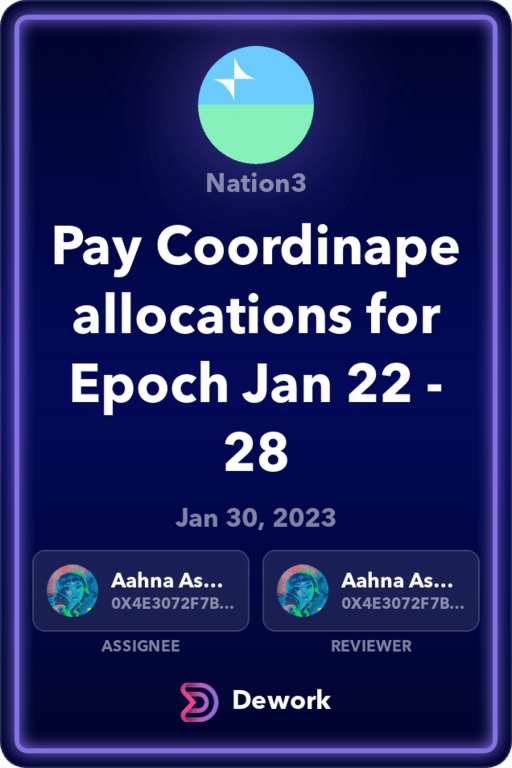 Nation3
Pay Coordinape
allocations for
Epoch Jan 22 -
28
Jan 30, 2023
Aahna As...
0X4E3072F7B...
Aahna As...
0X4E3072F7B...
ASSIGNEE
REVIEWER
Dework